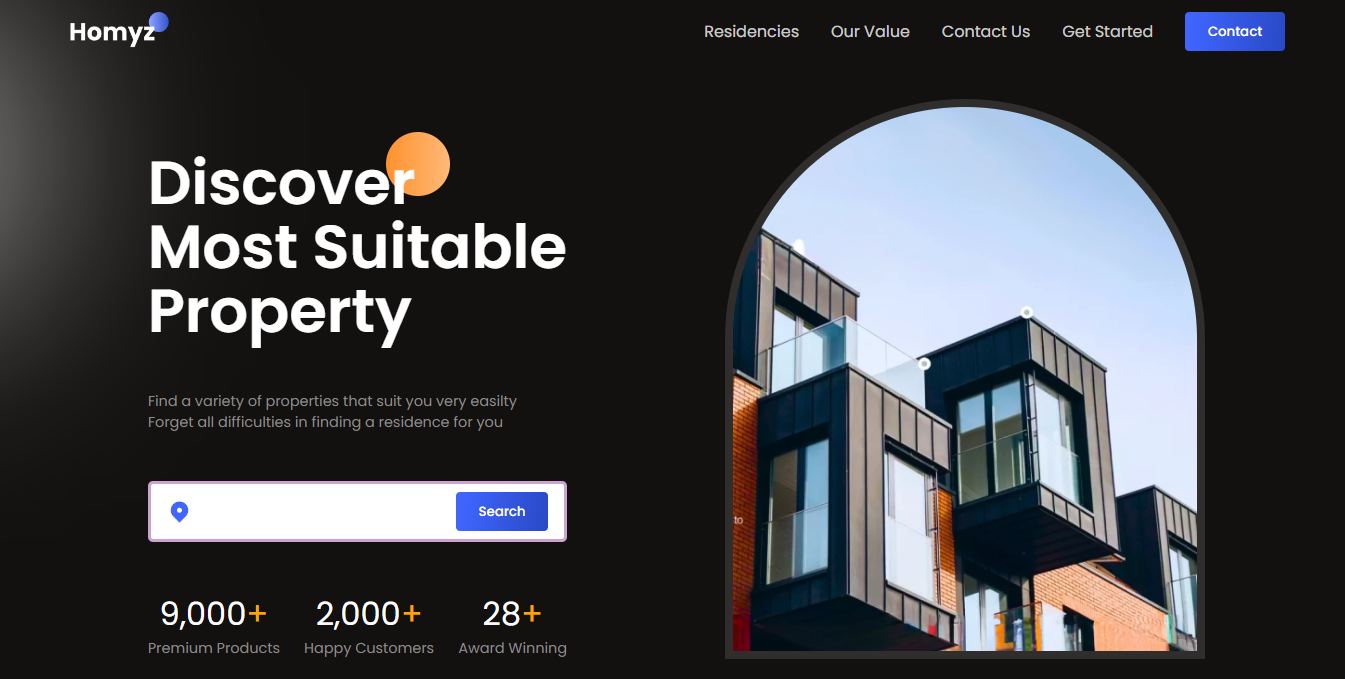 Homyz
Residencies
Our Value
Contact Us
Get Started
Contact
Discover
Most Suitable
Property
Find a variety of properties that suit you very easilty
Forget all difficulties in finding a residence for you
Search
9,000+
2,000+
28+
Premium Products
Happy Customers
Award Winning
to